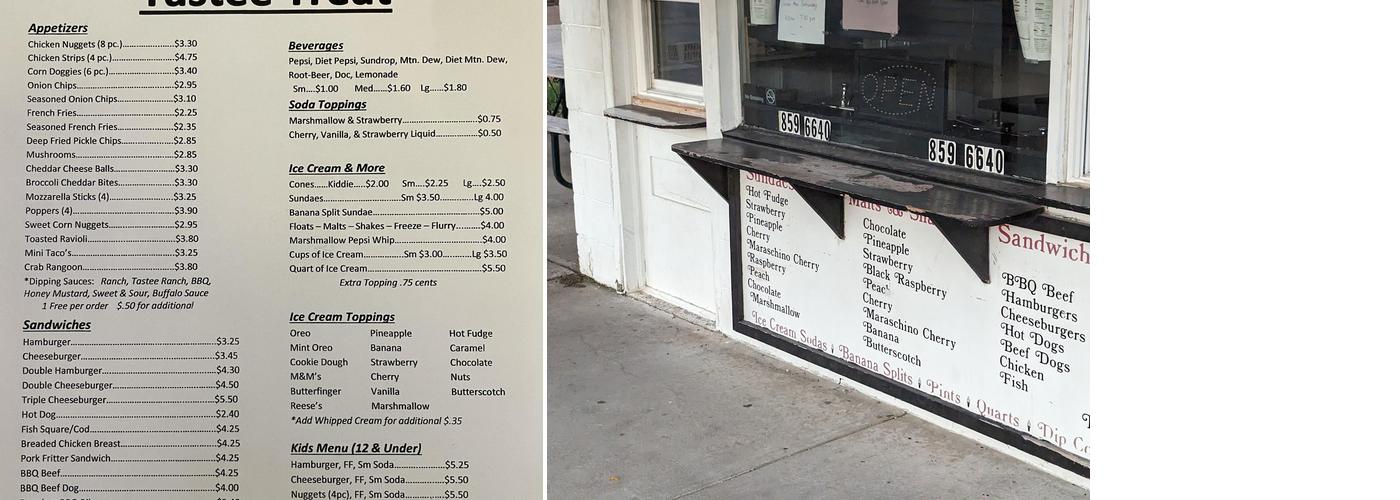 Tastee Treat
Appetizers
Chicken Nuggets (8 pc.)......................$3.30
Chicken Strips (4 pc.)..........................$4.75
Corn Doggies (6 pc.)............................$3.40
Onion Chips..........................................$2.95
Seasoned Onion Chips.........................$3.10
French Fries..........................................$2.25
Seasoned French Fries.........................$2.35
Deep Fried Pickle Chips.......................$2.85
Mushrooms..........................................$2.85
Cheddar Cheese Balls...........................$3.30
Broccoli Cheddar Bites.........................$3.30
Mozzarella Sticks (4)............................$3.25
Poppers (4)...........................................$3.90
Sweet Corn Nuggets.............................$2.95
Toasted Ravioli.....................................$3.80
Mini Taco's...........................................$3.25
Crab Rangoon.......................................$3.80
*Dipping Sauces: Ranch, Tastee Ranch, BBQ,
Honey Mustard, Sweet & Sour, Buffalo Sauce
1 Free per order $.50 for additional
Sandwiches
Hamburger...........................................$3.25
Cheeseburger.......................................$3.45
Double Hamburger...............................$4.30
Double Cheeseburger...........................$4.50
Triple Cheeseburger..............................$5.50
Hot Dog................................................$2.40
Fish Square/Cod...................................$4.25
Breaded Chicken Breast........................$4.25
Pork Fritter Sandwich...........................$4.25
BBQ Beef..............................................$4.25
BBQ Beef Dog.......................................$4.00
Beverages
Pepsi, Diet Pepsi, Sundrop, Mtn. Dew, Diet Mtn. Dew,
Root-Beer, Doc, Lemonade
Sm....$1.00 Med......$1.60 Lg.....$1.80
Soda Toppings
Marshmallow & Strawberry..........................$0.75
Cherry, Vanilla, & Strawberry Liquid..............$0.50
Ice Cream & More
Cones......Kiddie....$2.00 Sm...$2.25 Lg....$2.50
Sundaes...........................Sm $3.50...........Lg 4.00
Banana Split Sundae.....................................$5.00
Floats – Malts – Shakes – Freeze – Flurry.........$4.00
Marshmallow Pepsi Whip.............................$4.00
Cups of Ice Cream..............Sm $3.00.........Lg $3.50
Quart of Ice Cream.......................................$5.50
Extra Topping .75 cents
Ice Cream Toppings
Oreo Pineapple Hot Fudge
Mint Oreo Banana Caramel
Cookie Dough Strawberry Chocolate
M&M's Cherry Nuts
Butterfinger Vanilla Butterscotch
Reese's Marshmallow
*Add Whipped Cream for additional $.35
Kids Menu (12 & Under)
Hamburger, FF, Sm Soda.......................$5.25
Cheeseburger, FF, Sm Soda...................$5.50
Nuggets (4pc), FF, Sm Soda...................$5.50
OPEN
859 6640
859 6640
Sundaes
Hot Fudge
Strawberry
Pineapple
Cherry
Maraschino Cherry
Raspberry
Peach
Chocolate
Marshmallow
Malts &
Chocolate
Pineapple
Strawberry
Black Raspberry
Peach
Cherry
Maraschino Cherry
Banana
Butterscotch
Sandwich
BBQ Beef
Hamburgers
Cheeseburgers
Hot Dogs
Beef Dogs
Chicken
Fish
Ice Cream Sodas Banana Splits Pints Quarts Dip Co